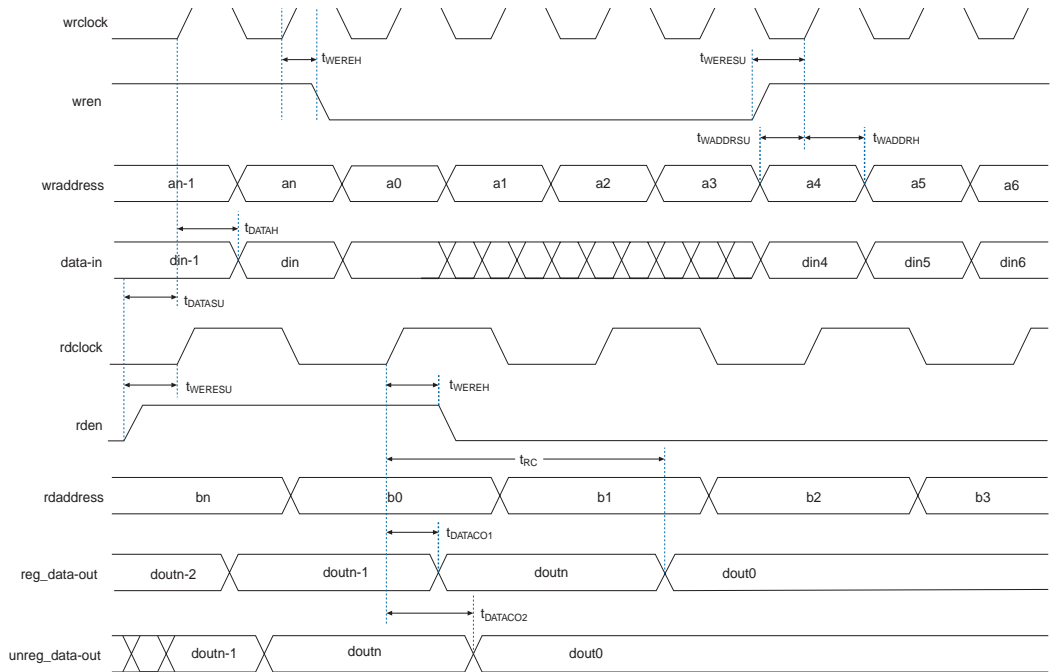 wrclock
tWEREH
tWERESU
wren
tWADDRSU
tWADDRH
wraddress an-1 an a0 a1 a2 a3 a4 a5 a6
tDATAH
data-in din-1 din din4 din5 din6
tDATASU
rdclock
tWERESU
tWEREH
rden
tRC
rdaddress bn b0 b1 b2 b3
tDATACO1
reg_data-out doutn-2 doutn-1 doutn dout0
tDATACO2
unreg_data-out doutn-1 doutn dout0